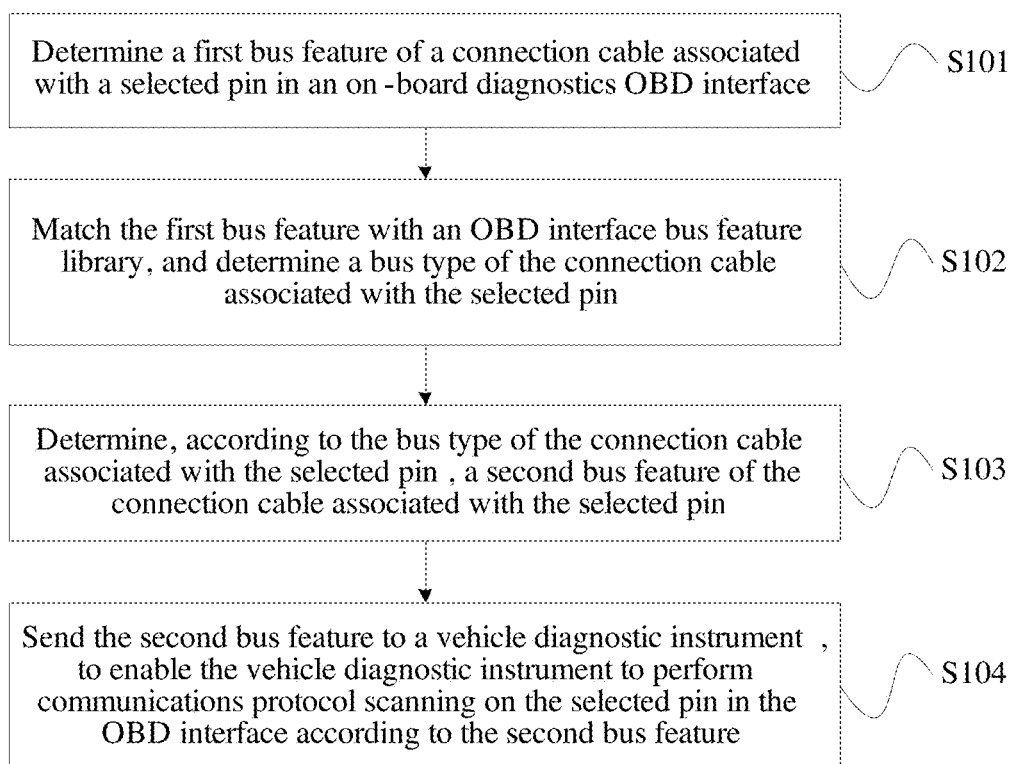 Determine a first bus feature of a connection cable associated
with a selected pin in an on -board diagnostics OBD interface
S101
Match the first bus feature with an OBD interface bus feature
library, and determine a bus type of the connection cable
associated with the selected pin
S102
Determine, according to the bus type of the connection cable
associated with the selected pin , a second bus feature of the
connection cable associated with the selected pin
S103
Send the second bus feature to a vehicle diagnostic instrument ,
to enable the vehicle diagnostic instrument to perform
communications protocol scanning on the selected pin in the
OBD interface according to the second bus feature
S104